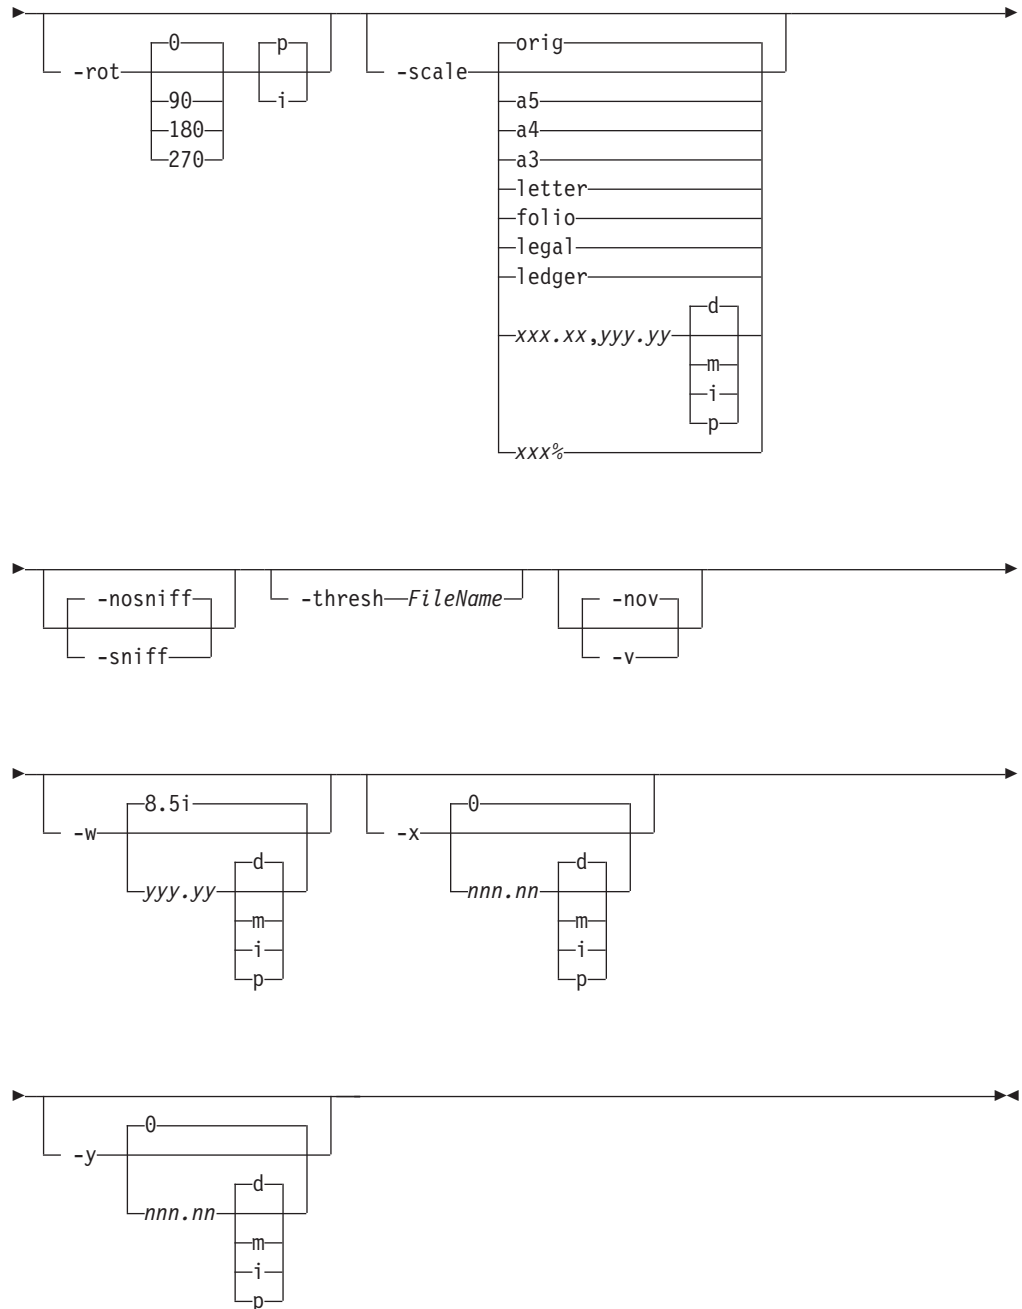 0 p orig
-rot -scale
90 i a5
180 a4
270 a3
letter
folio
legal
ledger
d
xxx.xx,yyy.yy
m
i
p
xxx%
-nosniff -thresh FileName -nov
-sniff -v
8.5i 0
-w -x
d d
yyy.yy nnn.nn
m m
i i
p p
0
-y
d
nnn.nn
m
i
p